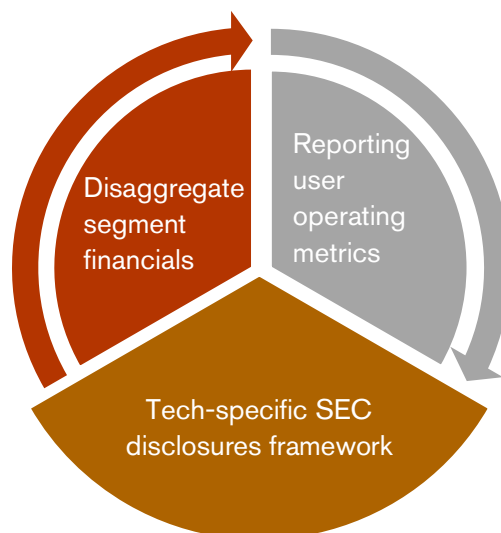 Disaggregate
segment
financials
Reporting
user
operating
metrics
Tech-specific SEC
disclosures framework